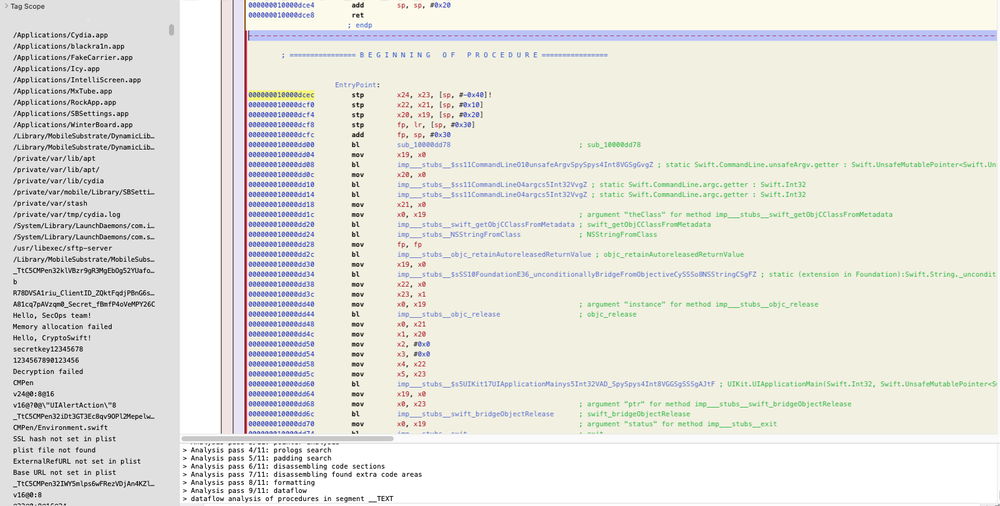 Tag Scope
/Applications/Cydia.app
/Applications/blackra1n.app
/Applications/FakeCarrier.app
/Applications/Icy.app
/Applications/IntelliScreen.app
/Applications/MxTube.app
/Applications/RockApp.app
/Applications/SBSettings.app
/Applications/WinterBoard.app
/Library/MobileSubstrate/DynamicLib…
/Library/MobileSubstrate/DynamicLib…
/private/var/lib/apt
/private/var/lib/apt/
/private/var/lib/cydia
/private/var/mobile/Library/SBSetti…
/private/var/stash
/private/var/tmp/cydia.log
/System/Library/LaunchDaemons/com.i…
/System/Library/LaunchDaemons/com.s…
/usr/libexec/sftp-server
/Library/MobileSubstrate/MobileSubs…
_TtC5CMPen32klVBzr9gR3MgEbOg52YUafo…
b
R78DVSA1riu_ClientID_ZQktFqdjPBnG6s…
A81cq7pAVzqm0_Secret_fBmfP4oVeMPY26C
Hello, SecOps team!
Memory allocation failed
Hello, CryptoSwift!
secretkey12345678
1234567890123456
Decryption failed
CMPen
v24@0:8@16
v16@?0@\"UIAlertAction\"8
_TtC5CMPen32iDt3GT3Ec8qv9OPl2Mepelw…
CMPen/Environment.swift
SSL hash not set in plist
plist file not found
ExternalRefURL not set in plist
Base URL not set in plist
_TtC5CMPen32IWY5mlps6wFRezVDjAn4KZl…
v16@0:8
000000010000dce4 add sp, sp, #0x20
000000010000dce8 ret
; endp
; ================ B E G I N N I N G   O F   P R O C E D U R E ================
EntryPoint:
000000010000dcec stp x24, x23, [sp, #-0x40]!
000000010000dcf0 stp x22, x21, [sp, #0x10]
000000010000dcf4 stp x20, x19, [sp, #0x20]
000000010000dcf8 stp fp, lr, [sp, #0x30]
000000010000dcfc add fp, sp, #0x30
000000010000dd00 bl sub_10000dd78 ; sub_10000dd78
000000010000dd04 mov x19, x0
000000010000dd08 bl imp___stubs__$ss11CommandLineO10unsafeArgvSpySpys4Int8VGSgGvgZ ; static Swift.CommandLine.unsafeArgv.getter : Swift.UnsafeMutablePointer<Swift.Un
000000010000dd0c mov x20, x0
000000010000dd10 bl imp___stubs__$ss11CommandLineO4argcs5Int32VvgZ ; static Swift.CommandLine.argc.getter : Swift.Int32
000000010000dd14 bl imp___stubs__$ss11CommandLineO4argcs5Int32VvgZ ; static Swift.CommandLine.argc.getter : Swift.Int32
000000010000dd18 mov x21, x0
000000010000dd1c mov x0, x19 ; argument "theClass" for method imp___stubs__swift_getObjCClassFromMetadata
000000010000dd20 bl imp___stubs__swift_getObjCClassFromMetadata ; swift_getObjCClassFromMetadata
000000010000dd24 bl imp___stubs__NSStringFromClass ; NSStringFromClass
000000010000dd28 mov fp, fp
000000010000dd2c bl imp___stubs__objc_retainAutoreleasedReturnValue ; objc_retainAutoreleasedReturnValue
000000010000dd30 mov x19, x0
000000010000dd34 bl imp___stubs__$sSS10FoundationE36_unconditionallyBridgeFromObjectiveCySSSo8NSStringCSgFZ ; static (extension in Foundation):Swift.String._uncondit
000000010000dd38 mov x22, x0
000000010000dd3c mov x23, x1
000000010000dd40 mov x0, x19 ; argument "instance" for method imp___stubs__objc_release
000000010000dd44 bl imp___stubs__objc_release ; objc_release
000000010000dd48 mov x0, x21
000000010000dd4c mov x1, x20
000000010000dd50 mov x2, #0x0
000000010000dd54 mov x3, #0x0
000000010000dd58 mov x4, x22
000000010000dd5c mov x5, x23
000000010000dd60 bl imp___stubs__$s5UIKit17UIApplicationMainys5Int32VAD_SpySpys4Int8VGGSgSSSgAJtF ; UIKit.UIApplicationMain(Swift.Int32, Swift.UnsafeMutablePointer<S
000000010000dd64 mov x19, x0
000000010000dd68 mov x0, x23 ; argument "ptr" for method imp___stubs__swift_bridgeObjectRelease
000000010000dd6c bl imp___stubs__swift_bridgeObjectRelease ; swift_bridgeObjectRelease
000000010000dd70 mov x0, x19 ; argument "status" for method imp___stubs__exit
000000010000dd74 bl imp___stubs__exit ; exit
> Analysis pass 4/11: prologs search
> Analysis pass 5/11: padding search
> Analysis pass 6/11: disassembling code sections
> Analysis pass 7/11: disassembling found extra code areas
> Analysis pass 8/11: formatting
> Analysis pass 9/11: dataflow
> dataflow analysis of procedures in segment __TEXT